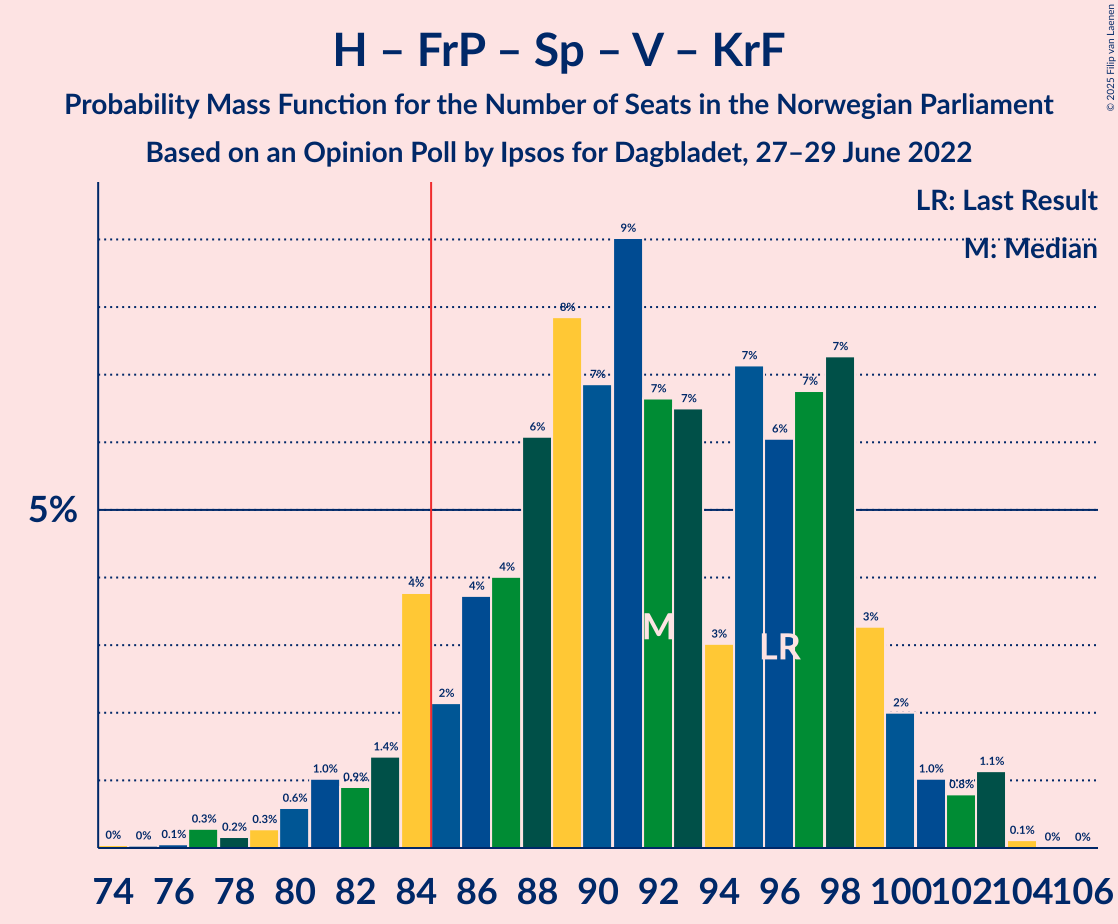 H – FrP – Sp – V – KrF
Probability Mass Function for the Number of Seats in the Norwegian Parliament
Based on an Opinion Poll by Ipsos for Dagbladet, 27–29 June 2022
© 2025 Filip van Laenen
LR: Last Result
M: Median
5%
0% 0% 0.1% 0.3% 0.2% 0.3% 0.6% 1.0% 0.9% 1.4% 4% 2% 4% 4% 6% 8% 7% 9% 7% 7% 3% 7% 6% 7% 7% 3% 2% 1.0% 0.8% 1.1% 0.1% 0% 0%
M
LR
74 76 78 80 82 84 86 88 90 92 94 96 98 100 102 104 106